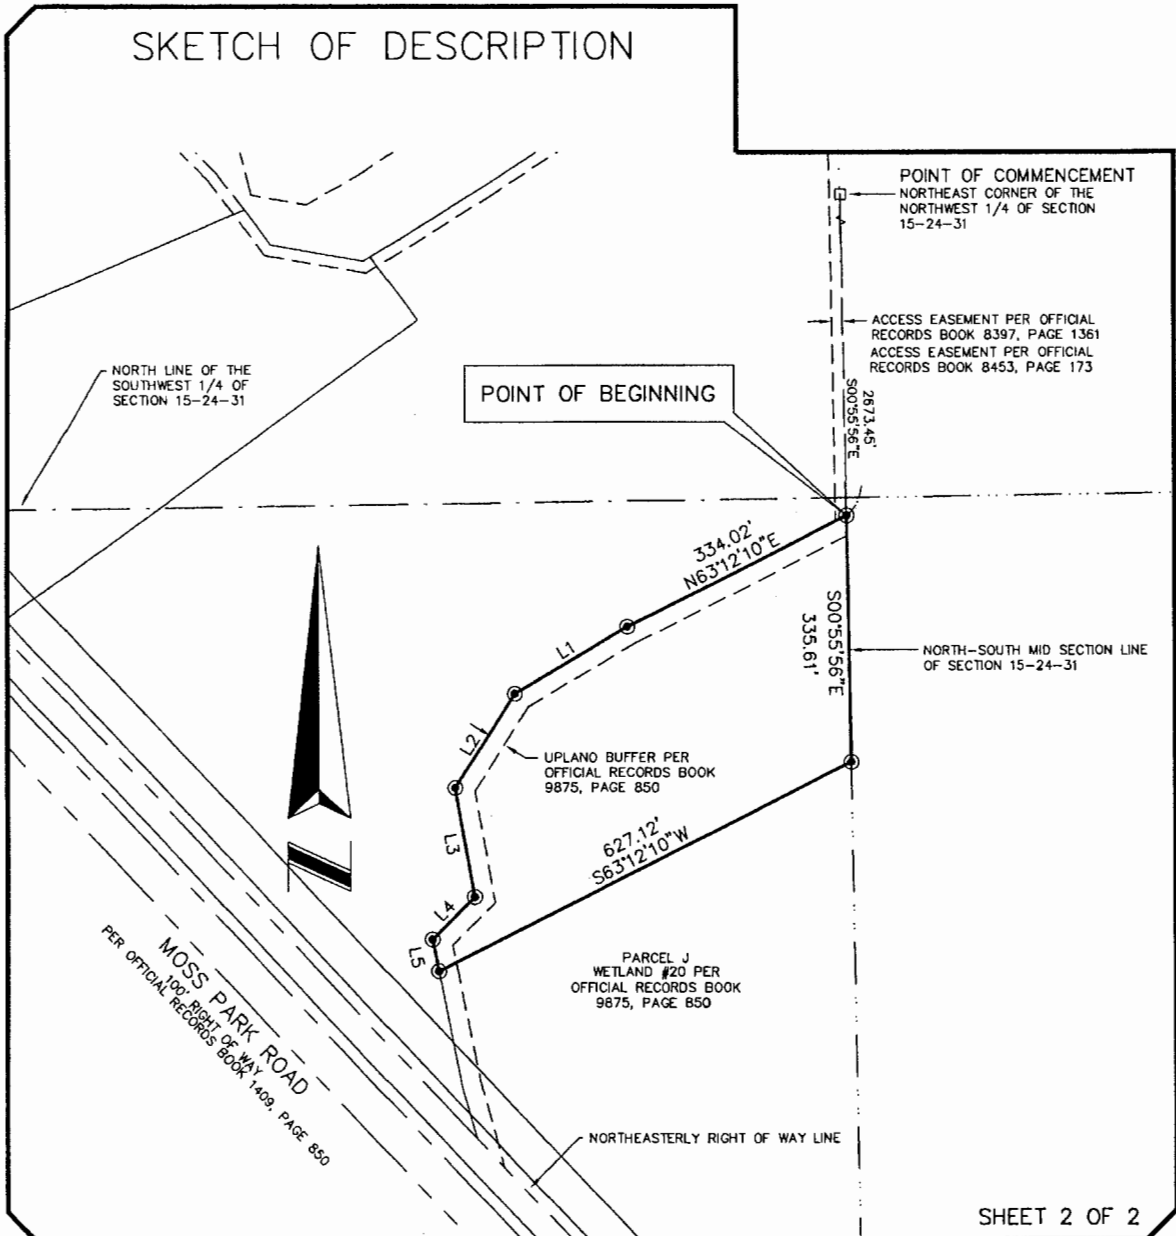 SKETCH OF DESCRIPTION
POINT OF COMMENCEMENT
NORTHEAST CORNER OF THE
NORTHWEST 1/4 OF SECTION
15-24-31
ACCESS EASEMENT PER OFFICIAL
RECORDS BOOK 8397, PAGE 1361
ACCESS EASEMENT PER OFFICIAL
RECORDS BOOK 8453, PAGE 173
NORTH LINE OF THE
SOUTHWEST 1/4 OF
SECTION 15-24-31
POINT OF BEGINNING
2673.45'
S00°55'56"E
334.02'
N63°12'10"E
S00°55'56"E
335.61'
NORTH-SOUTH MID SECTION LINE
OF SECTION 15-24-31
L1
L2
UPLANO BUFFER PER
OFFICIAL RECORDS BOOK
9875, PAGE 850
L3
627.12'
S63°12'10"W
L4
L5
PARCEL J
WETLAND #20 PER
OFFICIAL RECORDS BOOK
9875, PAGE 850
MOSS PARK ROAD
100' RIGHT OF WAY
PER OFFICIAL RECORDS BOOK 1409, PAGE 850
NORTHEASTERLY RIGHT OF WAY LINE
SHEET 2 OF 2